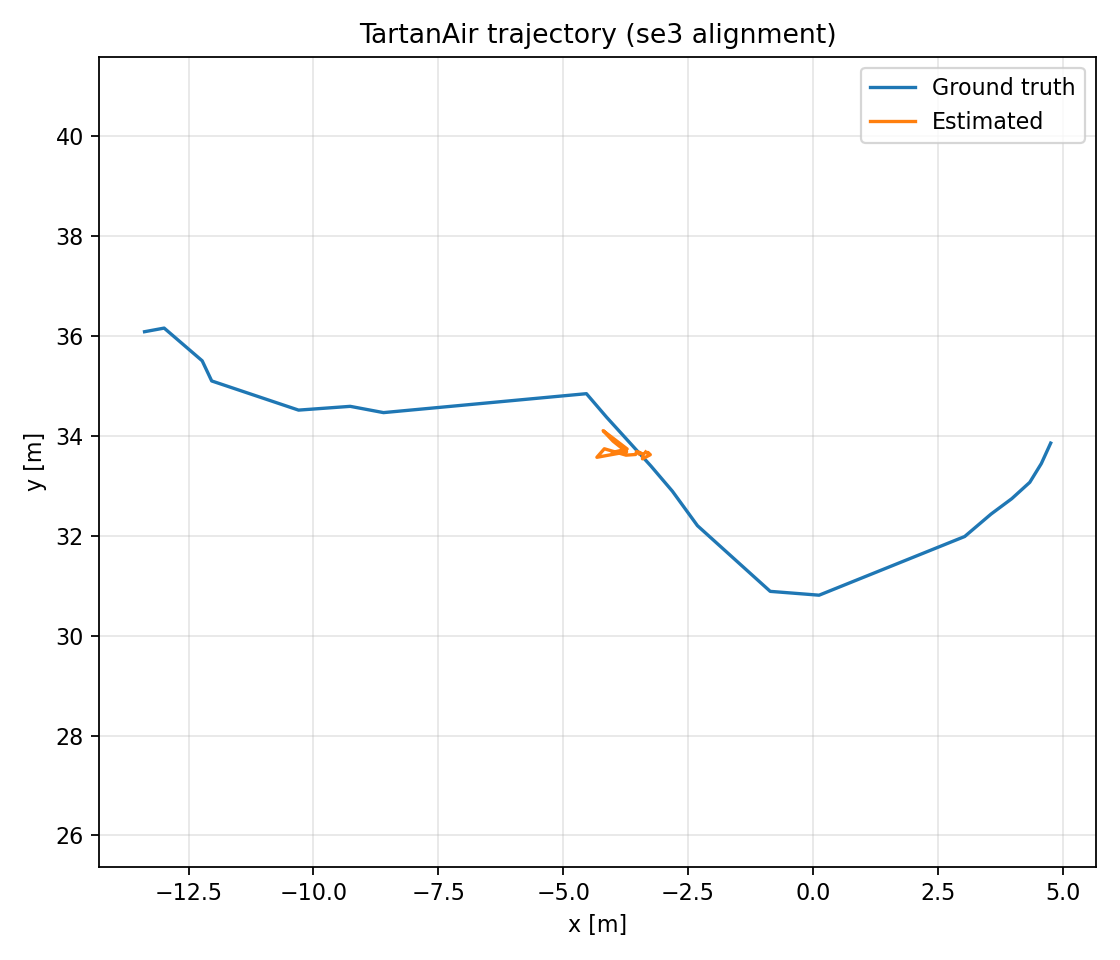 TartanAir trajectory (se3 alignment)
Ground truth
Estimated
40
38
36
34
32
30
28
26
y [m]
−12.5 −10.0 −7.5 −5.0 −2.5 0.0 2.5 5.0
x [m]